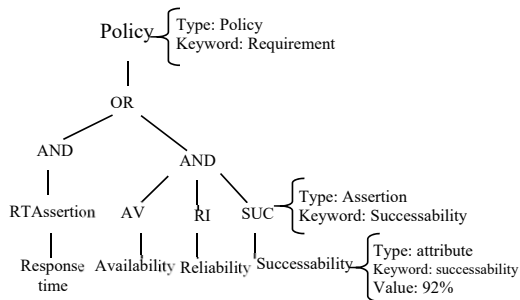 Policy
Type: Policy
Keyword: Requirement
OR
AND
AND
RTAssertion
AV
RI
SUC
Type: Assertion
Keyword: Successability
Response
time
Availability
Reliability
Successability
Type: attribute
Keyword: successability
Value: 92%